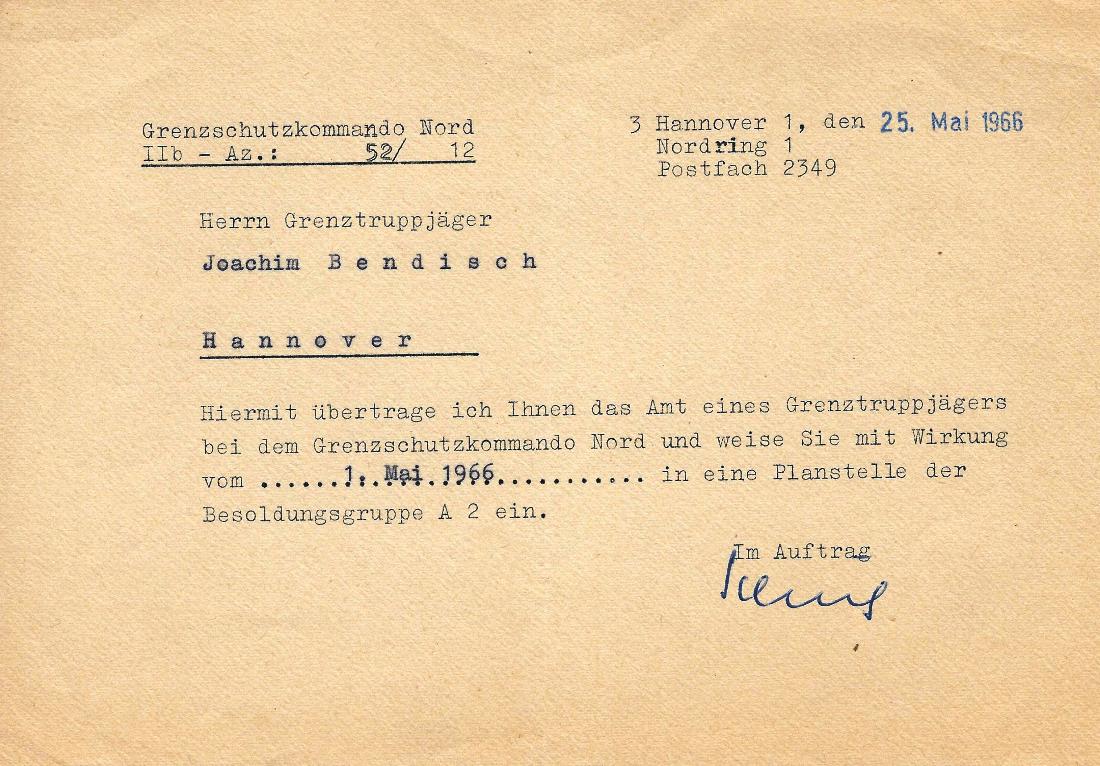 Grenzschutzkommando Nord
IIb - Az.: 52/ 12
3 Hannover 1, den 25. Mai 1966
Nordring 1
Postfach 2349
Herrn Grenztruppjäger
Joachim B e n d i s c h
H a n n o v e r
Hiermit übertrage ich Ihnen das Amt eines Grenztruppjägers
bei dem Grenzschutzkommando Nord und weise Sie mit Wirkung
vom ......1. Mai 1966........... in eine Planstelle der
Besoldungsgruppe A 2 ein.
Im Auftrag